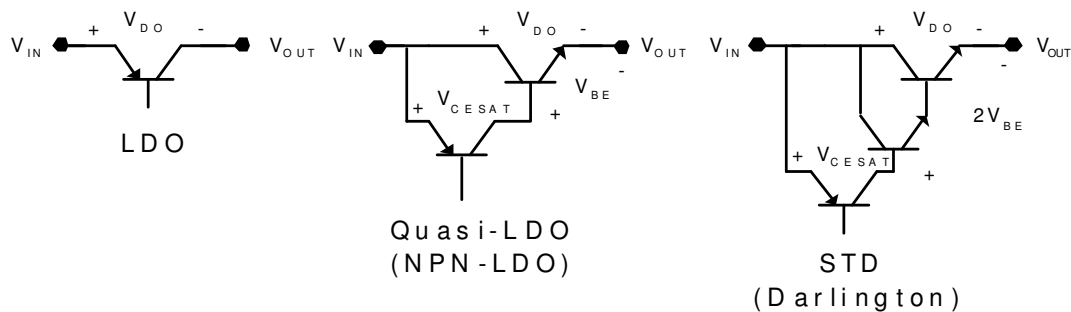 V_IN + V_DO - V_OUT
LDO
V_IN + V_DO - V_OUT
-
V_BE
+ V_CESAT +
Quasi-LDO
(NPN-LDO)
V_IN + V_DO - V_OUT
-
2V_BE
+ V_CESAT +
STD
(Darlington)